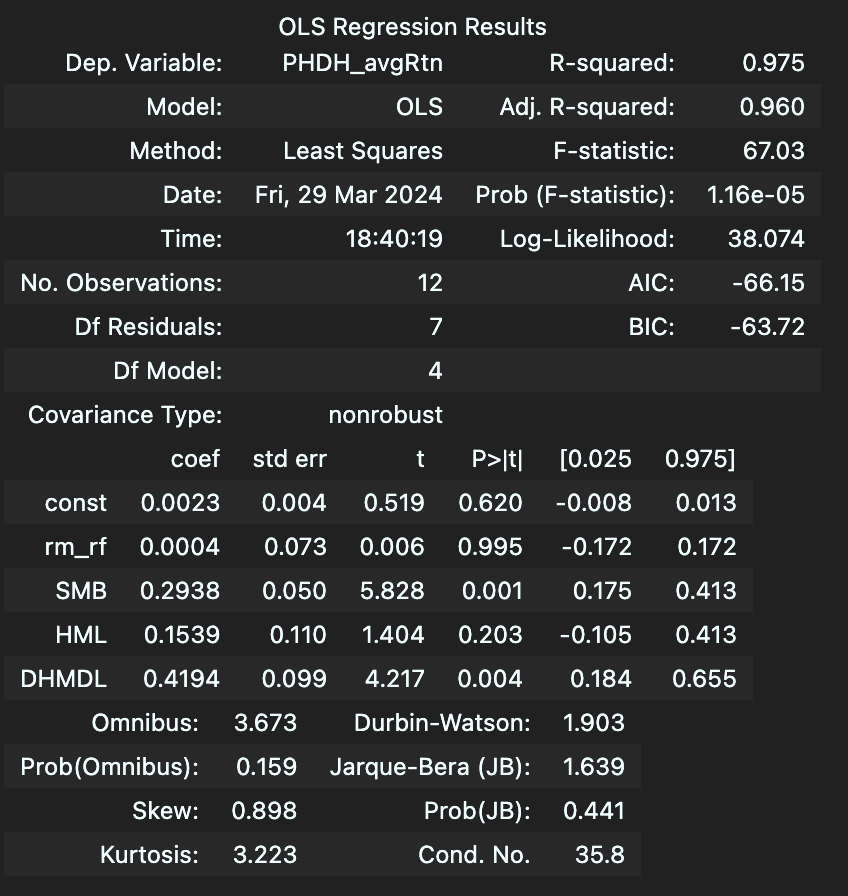 OLS Regression Results
Dep. Variable: PHDH_avgRtn R-squared: 0.975
Model: OLS Adj. R-squared: 0.960
Method: Least Squares F-statistic: 67.03
Date: Fri, 29 Mar 2024 Prob (F-statistic): 1.16e-05
Time: 18:40:19 Log-Likelihood: 38.074
No. Observations: 12 AIC: -66.15
Df Residuals: 7 BIC: -63.72
Df Model: 4
Covariance Type: nonrobust
coef std err t P>|t| [0.025 0.975]
const 0.0023 0.004 0.519 0.620 -0.008 0.013
rm_rf 0.0004 0.073 0.006 0.995 -0.172 0.172
SMB 0.2938 0.050 5.828 0.001 0.175 0.413
HML 0.1539 0.110 1.404 0.203 -0.105 0.413
DHMDL 0.4194 0.099 4.217 0.004 0.184 0.655
Omnibus: 3.673 Durbin-Watson: 1.903
Prob(Omnibus): 0.159 Jarque-Bera (JB): 1.639
Skew: 0.898 Prob(JB): 0.441
Kurtosis: 3.223 Cond. No. 35.8